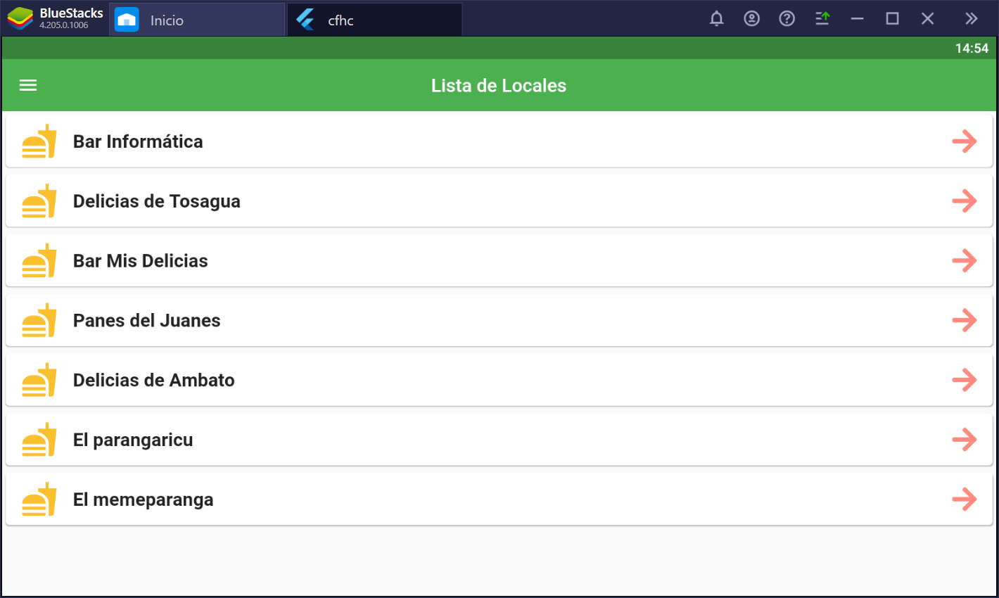 BlueStacks
4.205.0.1006
Inicio
cfhc
14:54
Lista de Locales
Bar Informática
Delicias de Tosagua
Bar Mis Delicias
Panes del Juanes
Delicias de Ambato
El parangaricu
El memeparanga